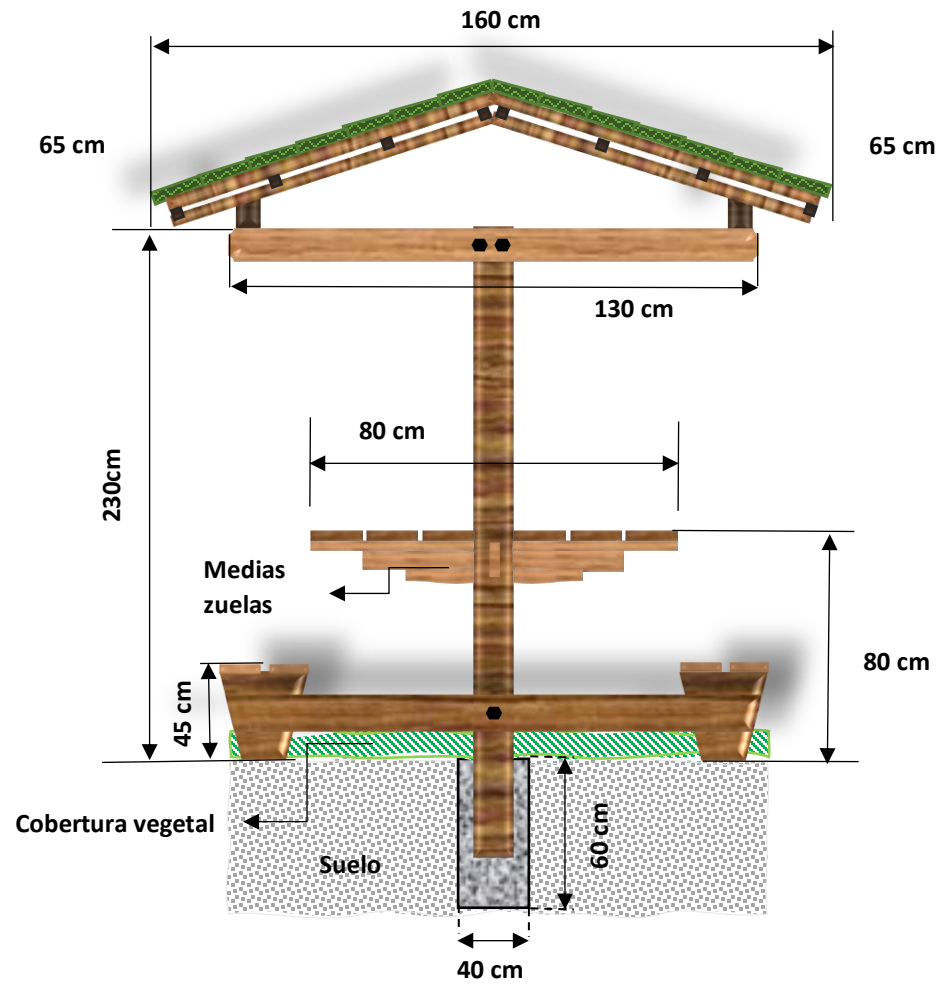 160 cm
65 cm
65 cm
130 cm
230cm
80 cm
Medias
zuelas
80 cm
45 cm
Cobertura vegetal
60 cm
Suelo
40 cm